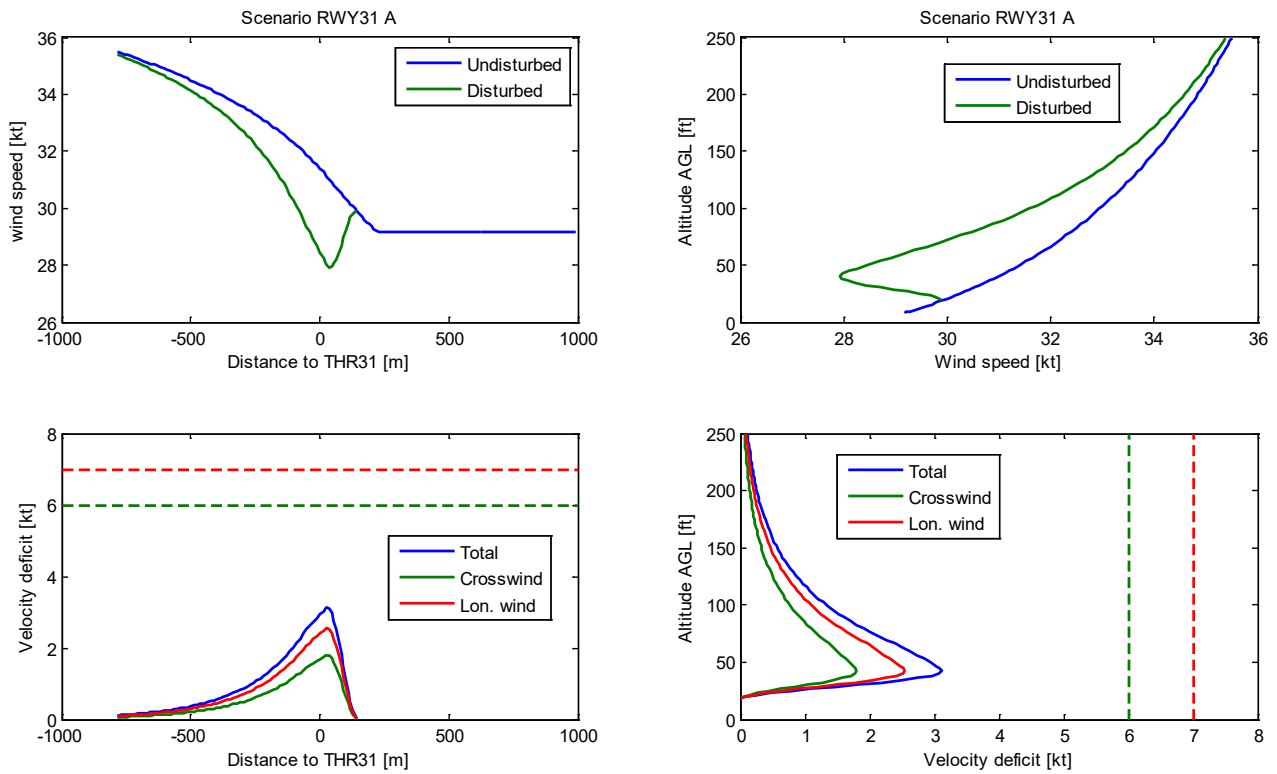 Scenario RWY31 A
36
34
32
30
28
26
wind speed [kt]
Undisturbed
Disturbed
-1000
-500
0
500
1000
Distance to THR31 [m]
Scenario RWY31 A
250
200
150
100
50
0
Altitude AGL [ft]
Undisturbed
Disturbed
26
28
30
32
34
36
Wind speed [kt]
8
6
4
2
0
Velocity deficit [kt]
Total
Crosswind
Lon. wind
-1000
-500
0
500
1000
Distance to THR31 [m]
250
200
150
100
50
0
Altitude AGL [ft]
Total
Crosswind
Lon. wind
0
1
2
3
4
5
6
7
8
Velocity deficit [kt]